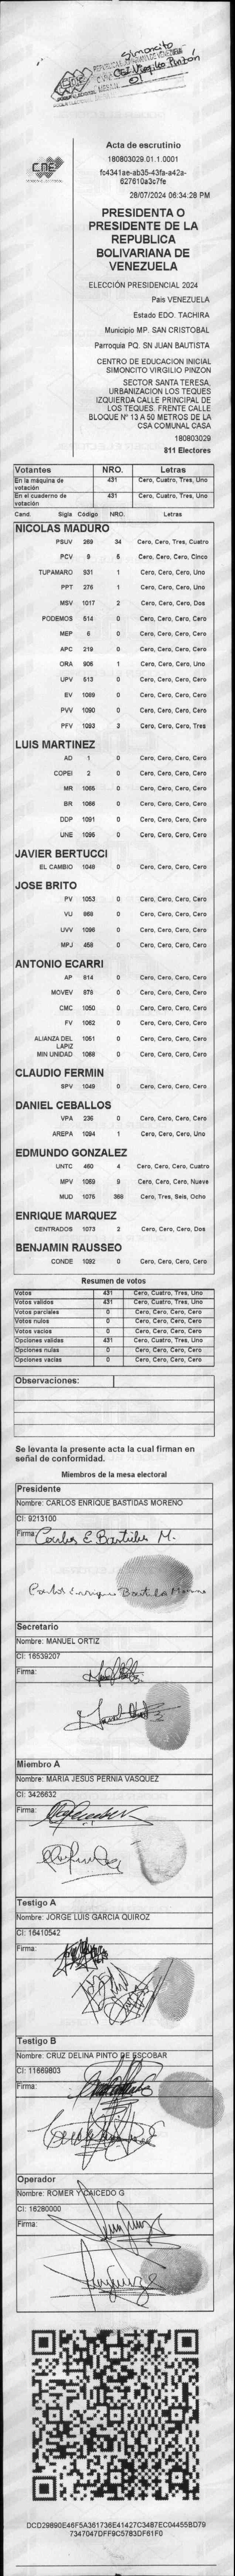 simoncito
CEI Virgilio Pinzon
01
CNE
Acta de escrutinio
180803029.01.1.0001
fc4341ae-ab35-43fa-a42a-
627610a3c7fe
28/07/2024 06:34:28 PM
PRESIDENTA O
PRESIDENTE DE LA
REPUBLICA
BOLIVARIANA DE
VENEZUELA
ELECCIÓN PRESIDENCIAL 2024
País VENEZUELA
Estado EDO. TACHIRA
Municipio MP. SAN CRISTOBAL
Parroquia PQ. SN JUAN BAUTISTA
CENTRO DE EDUCACION INICIAL
SIMONCITO VIRGILIO PINZON
SECTOR SANTA TERESA,
URBANIZACION LOS TEQUES
IZQUIERDA CALLE PRINCIPAL DE
LOS TEQUES. FRENTE CALLE
BLOQUE N° 13 A 50 METROS DE LA
CSA COMUNAL CASA
180803029
811 Electores
Votantes NRO. Letras
En la máquina de votación 431 Cero, Cuatro, Tres, Uno
En el cuaderno de votación 431 Cero, Cuatro, Tres, Uno
Cand. Sigla Código NRO. Letras
NICOLAS MADURO
PSUV 269 34 Cero, Cero, Tres, Cuatro
PCV 9 5 Cero, Cero, Cero, Cinco
TUPAMARO 931 1 Cero, Cero, Cero, Uno
PPT 276 1 Cero, Cero, Cero, Uno
MSV 1017 2 Cero, Cero, Cero, Dos
PODEMOS 514 0 Cero, Cero, Cero, Cero
MEP 6 0 Cero, Cero, Cero, Cero
APC 219 0 Cero, Cero, Cero, Cero
ORA 906 1 Cero, Cero, Cero, Uno
UPV 513 0 Cero, Cero, Cero, Cero
EV 1089 0 Cero, Cero, Cero, Cero
PVV 1090 0 Cero, Cero, Cero, Cero
PFV 1093 3 Cero, Cero, Cero, Tres
LUIS MARTINEZ
AD 1 0 Cero, Cero, Cero, Cero
COPEI 2 0 Cero, Cero, Cero, Cero
MR 1065 0 Cero, Cero, Cero, Cero
BR 1066 0 Cero, Cero, Cero, Cero
DDP 1091 0 Cero, Cero, Cero, Cero
UNE 1095 0 Cero, Cero, Cero, Cero
JAVIER BERTUCCI
EL CAMBIO 1048 0 Cero, Cero, Cero, Cero
JOSE BRITO
PV 1053 0 Cero, Cero, Cero, Cero
VU 868 0 Cero, Cero, Cero, Cero
UVV 1096 0 Cero, Cero, Cero, Cero
MPJ 458 0 Cero, Cero, Cero, Cero
ANTONIO ECARRI
AP 814 0 Cero, Cero, Cero, Cero
MOVEV 978 0 Cero, Cero, Cero, Cero
CMC 1050 0 Cero, Cero, Cero, Cero
FV 1062 0 Cero, Cero, Cero, Cero
ALIANZA DEL LAPIZ 1051 0 Cero, Cero, Cero, Cero
MIN UNIDAD 1068 0 Cero, Cero, Cero, Cero
CLAUDIO FERMIN
SPV 1049 0 Cero, Cero, Cero, Cero
DANIEL CEBALLOS
VPA 236 0 Cero, Cero, Cero, Cero
AREPA 1094 1 Cero, Cero, Cero, Uno
EDMUNDO GONZALEZ
UNTC 460 4 Cero, Cero, Cero, Cuatro
MPV 1069 9 Cero, Cero, Cero, Nueve
MUD 1075 368 Cero, Tres, Seis, Ocho
ENRIQUE MARQUEZ
CENTRADOS 1073 2 Cero, Cero, Cero, Dos
BENJAMIN RAUSSEO
CONDE 1092 0 Cero, Cero, Cero, Cero
Resumen de votos
Votos 431 Cero, Cuatro, Tres, Uno
Votos validos 431 Cero, Cuatro, Tres, Uno
Votos parciales 0 Cero, Cero, Cero, Cero
Votos nulos 0 Cero, Cero, Cero, Cero
Votos vacios 0 Cero, Cero, Cero, Cero
Opciones validas 431 Cero, Cuatro, Tres, Uno
Opciones nulas 0 Cero, Cero, Cero, Cero
Opciones vacias 0 Cero, Cero, Cero, Cero
Observaciones:
Se levanta la presente acta la cual firman en
señal de conformidad.
Miembros de la mesa electoral
Presidente
Nombre: CARLOS ENRIQUE BASTIDAS MORENO
CI: 9213100
Firma: Carlos E Bastidas M.
Carlos Enrique Bastidas Moreno
Secretario
Nombre: MANUEL ORTIZ
CI: 16539207
Firma:
Miembro A
Nombre: MARIA JESUS PERNIA VASQUEZ
CI: 3426632
Firma:
Testigo A
Nombre: JORGE LUIS GARCIA QUIROZ
CI: 16410542
Firma:
Testigo B
Nombre: CRUZ DELINA PINTO DE ESCOBAR
CI: 11669803
Firma:
Operador
Nombre: ROMER Y CAICEDO G
CI: 16280000
Firma:
DCD29890E46F5A361736E41427C3487EC04455BD79
7347047DFF9C5783DF61F0